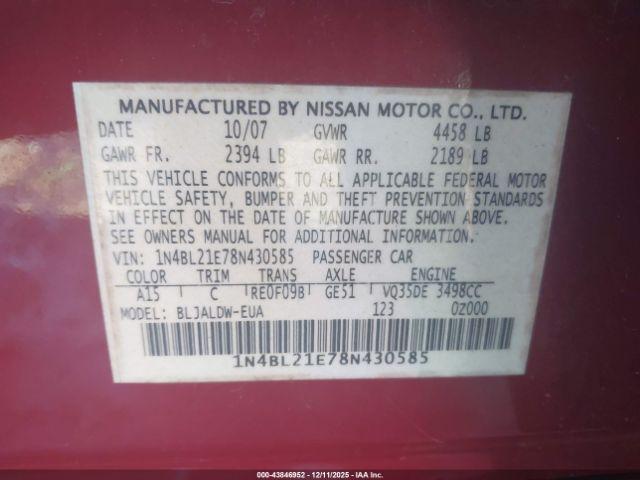 MANUFACTURED BY NISSAN MOTOR CO., LTD.
DATE 10/07 GVWR 4458 LB
GAWR FR. 2394 LB GAWR RR. 2189 LB
THIS VEHICLE CONFORMS TO ALL APPLICABLE FEDERAL MOTOR
VEHICLE SAFETY, BUMPER AND THEFT PREVENTION STANDARDS
IN EFFECT ON THE DATE OF MANUFACTURE SHOWN ABOVE.
SEE OWNERS MANUAL FOR ADDITIONAL INFORMATION.
VIN: 1N4BL21E78N430585 PASSENGER CAR
COLOR TRIM TRANS AXLE ENGINE
A15 C RE0F09B GE51 VQ35DE 3498CC
MODEL: BLJALDW-EUA 123 0Z000
1N4BL21E78N430585
000-43846952 - 12/11/2025 - IAA